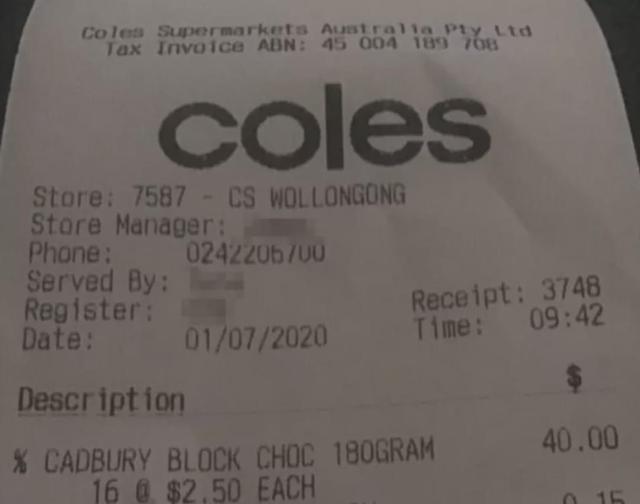 Coles Supermarkets Australia Pty Ltd
Tax Invoice ABN: 45 004 189 708
coles
Store: 7587 - CS WOLLONGONG
Store Manager:
Phone: 0242206700
Served By:
Register: Receipt: 3748
Date: 01/07/2020 Time: 09:42
Description $
% CADBURY BLOCK CHOC 180GRAM 40.00
16 @ $2.50 EACH
0.15